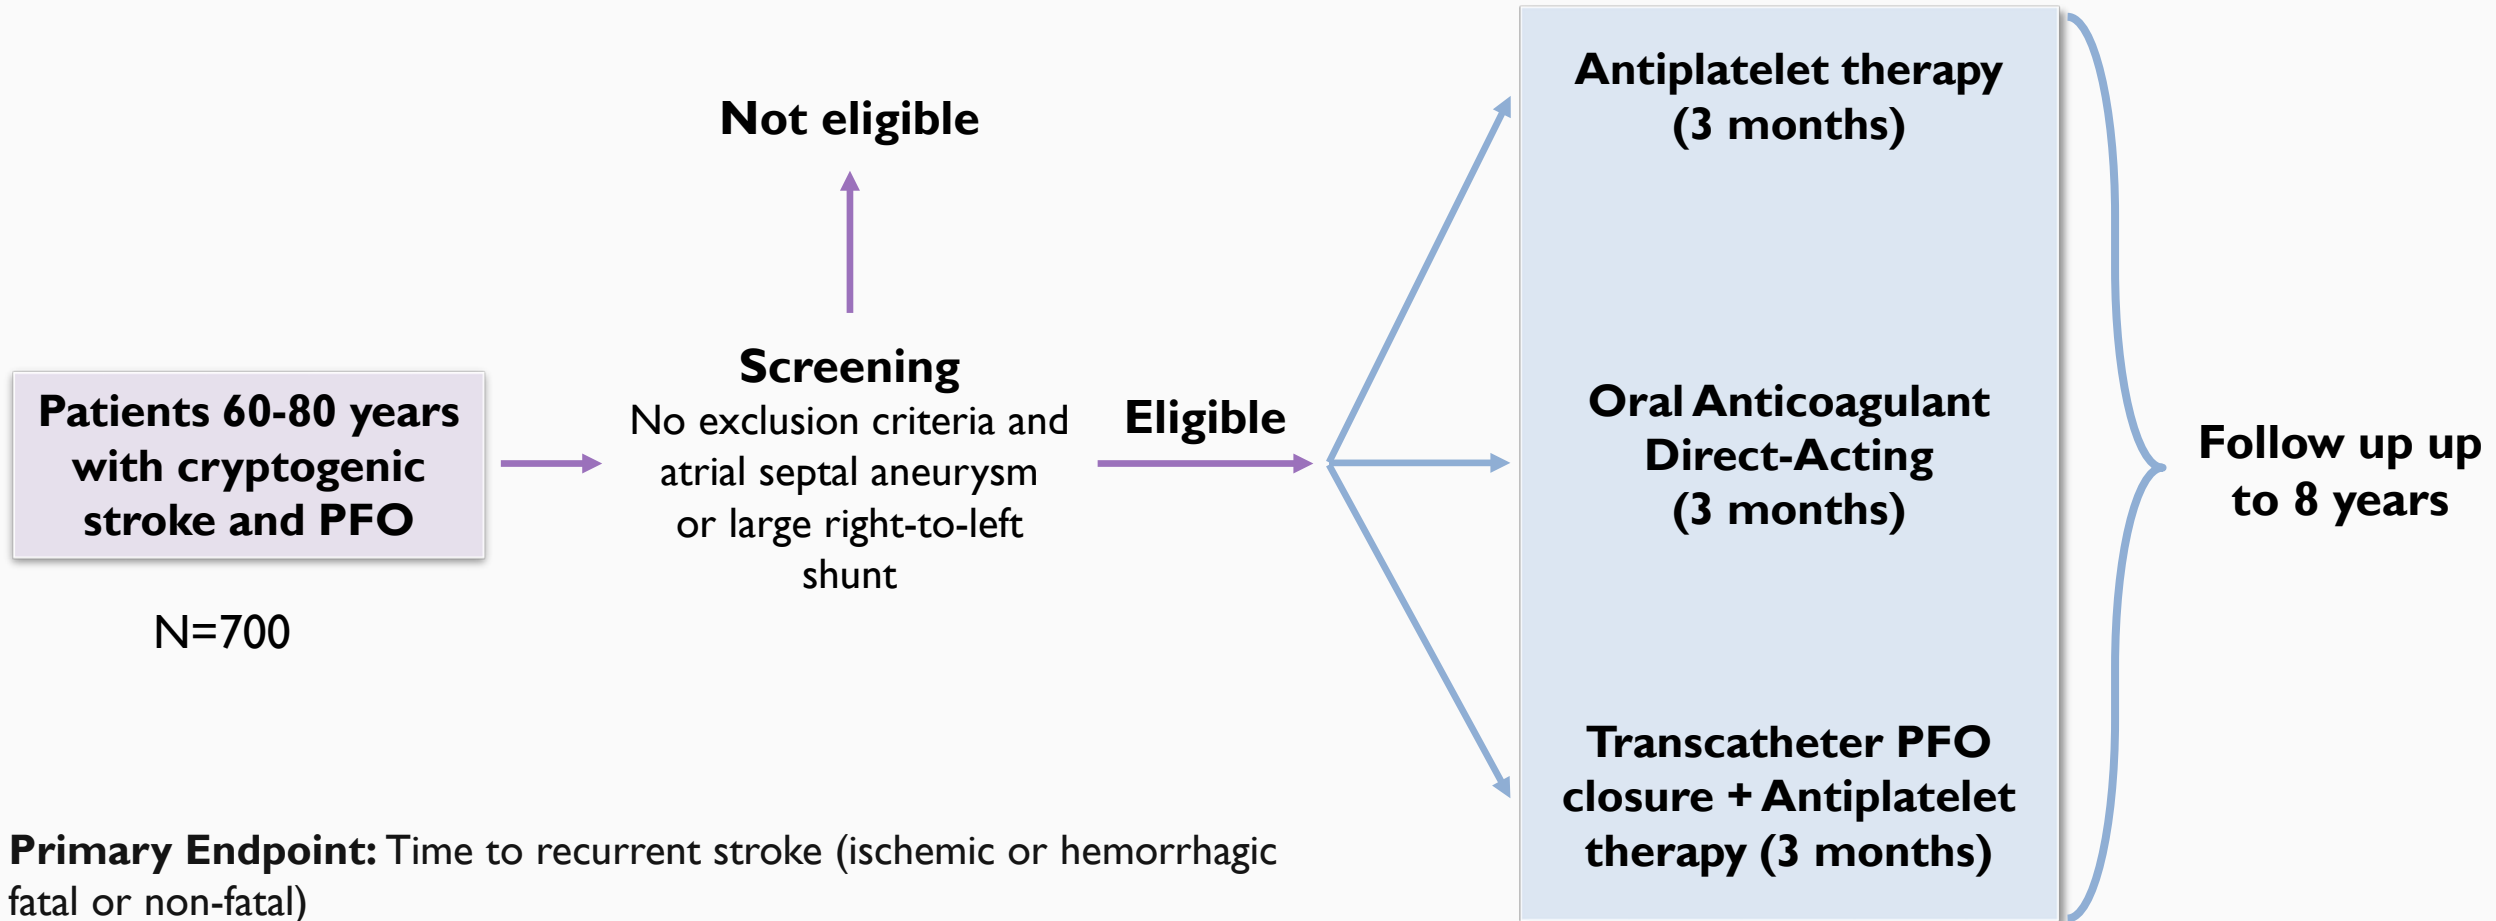 Patients 60-80 years
with cryptogenic
stroke and PFO
N=700
Not eligible
Screening
No exclusion criteria and
atrial septal aneurysm
or large right-to-left
shunt
Eligible
Antiplatelet therapy
(3 months)
Oral Anticoagulant
Direct-Acting
(3 months)
Transcatheter PFO
closure + Antiplatelet
therapy (3 months)
Follow up up
to 8 years
Primary Endpoint: Time to recurrent stroke (ischemic or hemorrhagic
fatal or non-fatal)